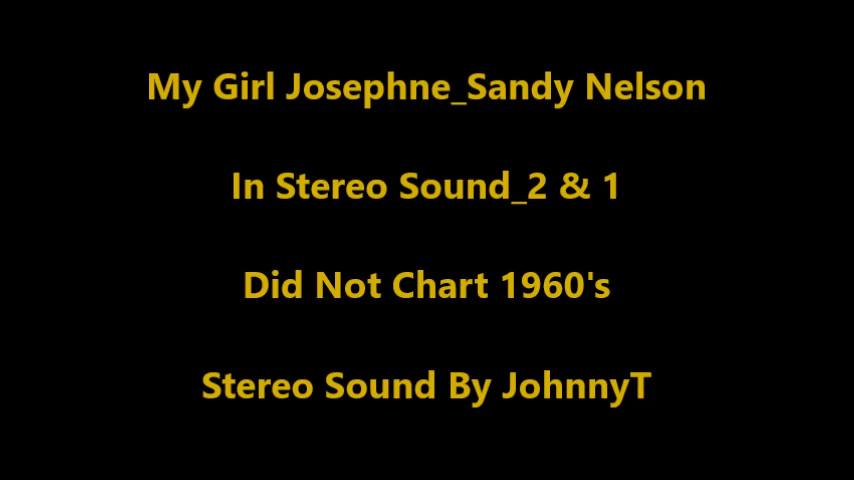 My Girl Josephne_Sandy Nelson
In Stereo Sound_2 & 1
Did Not Chart 1960's
Stereo Sound By JohnnyT